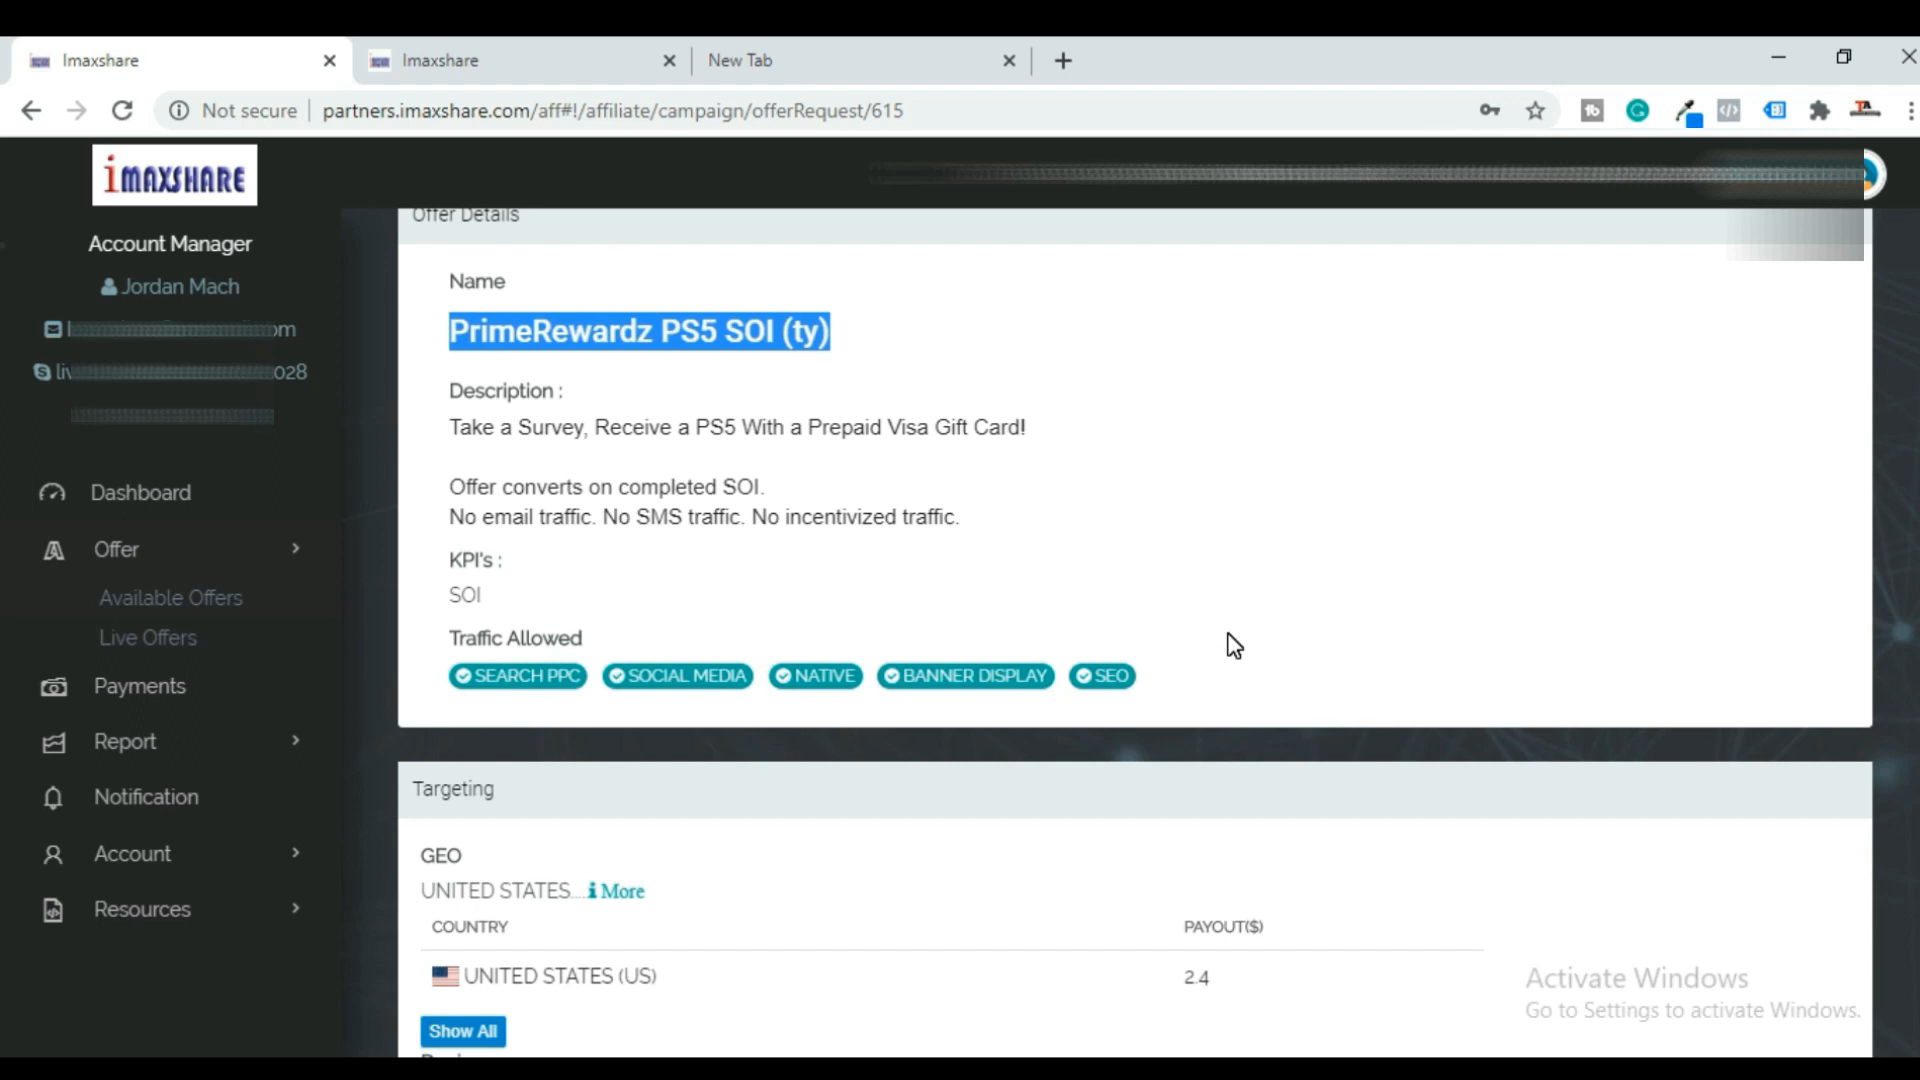 Imaxshare
Imaxshare
New Tab
Not secure
partners.imaxshare.com/aff#!/affiliate/campaign/offerRequest/615
iMAXSHARE
Account Manager
Jordan Mach
om
liv
028
Dashboard
Offer
Available Offers
Live Offers
Payments
Report
Notification
Account
Resources
Offer Details
Name
PrimeRewardz PS5 SOI (ty)
Description :
Take a Survey, Receive a PS5 With a Prepaid Visa Gift Card!
Offer converts on completed SOI.
No email traffic. No SMS traffic. No incentivized traffic.
KPI's :
SOI
Traffic Allowed
SEARCH PPC SOCIAL MEDIA NATIVE BANNER DISPLAY SEO
Targeting
GEO
UNITED STATES.... More
COUNTRY PAYOUT($)
UNITED STATES (US) 2.4
Show All
Activate Windows
Go to Settings to activate Windows.